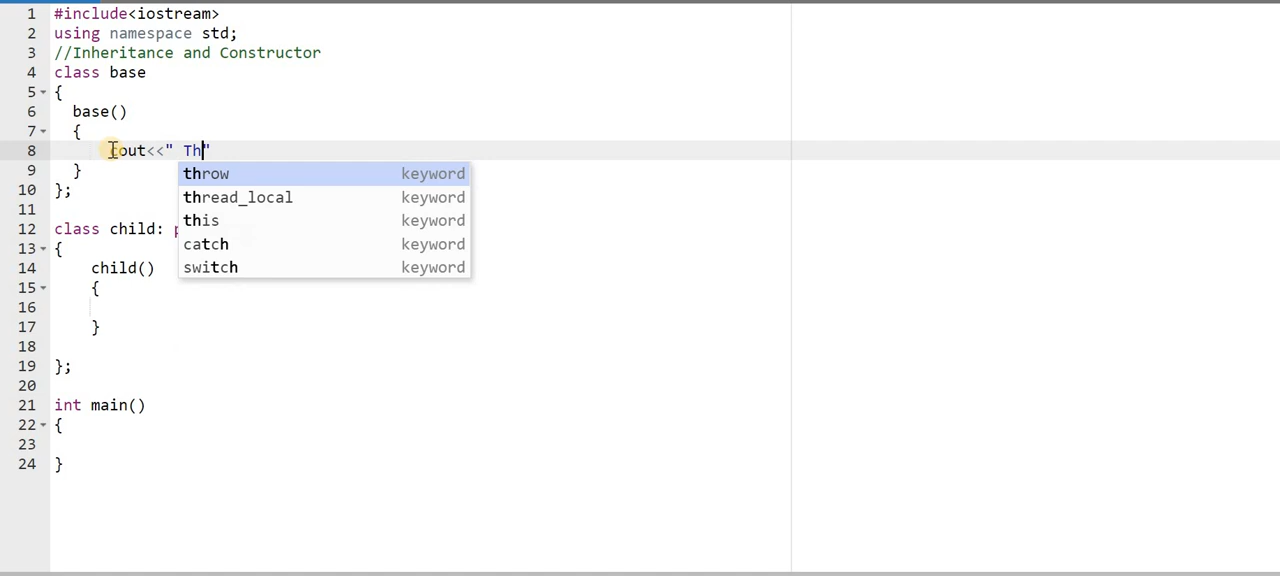 1 #include<iostream>
2 using namespace std;
3 //Inheritance and Constructor
4 class base
5 {
6 base()
7 {
8 cout<<" Th"
throw keyword
9 }
thread_local keyword
10 };
11
this keyword
12 class child: p
catch keyword
13 {
14 child()
switch keyword
15 {
16
17 }
18
19 };
20
21 int main()
22 {
23
24 }